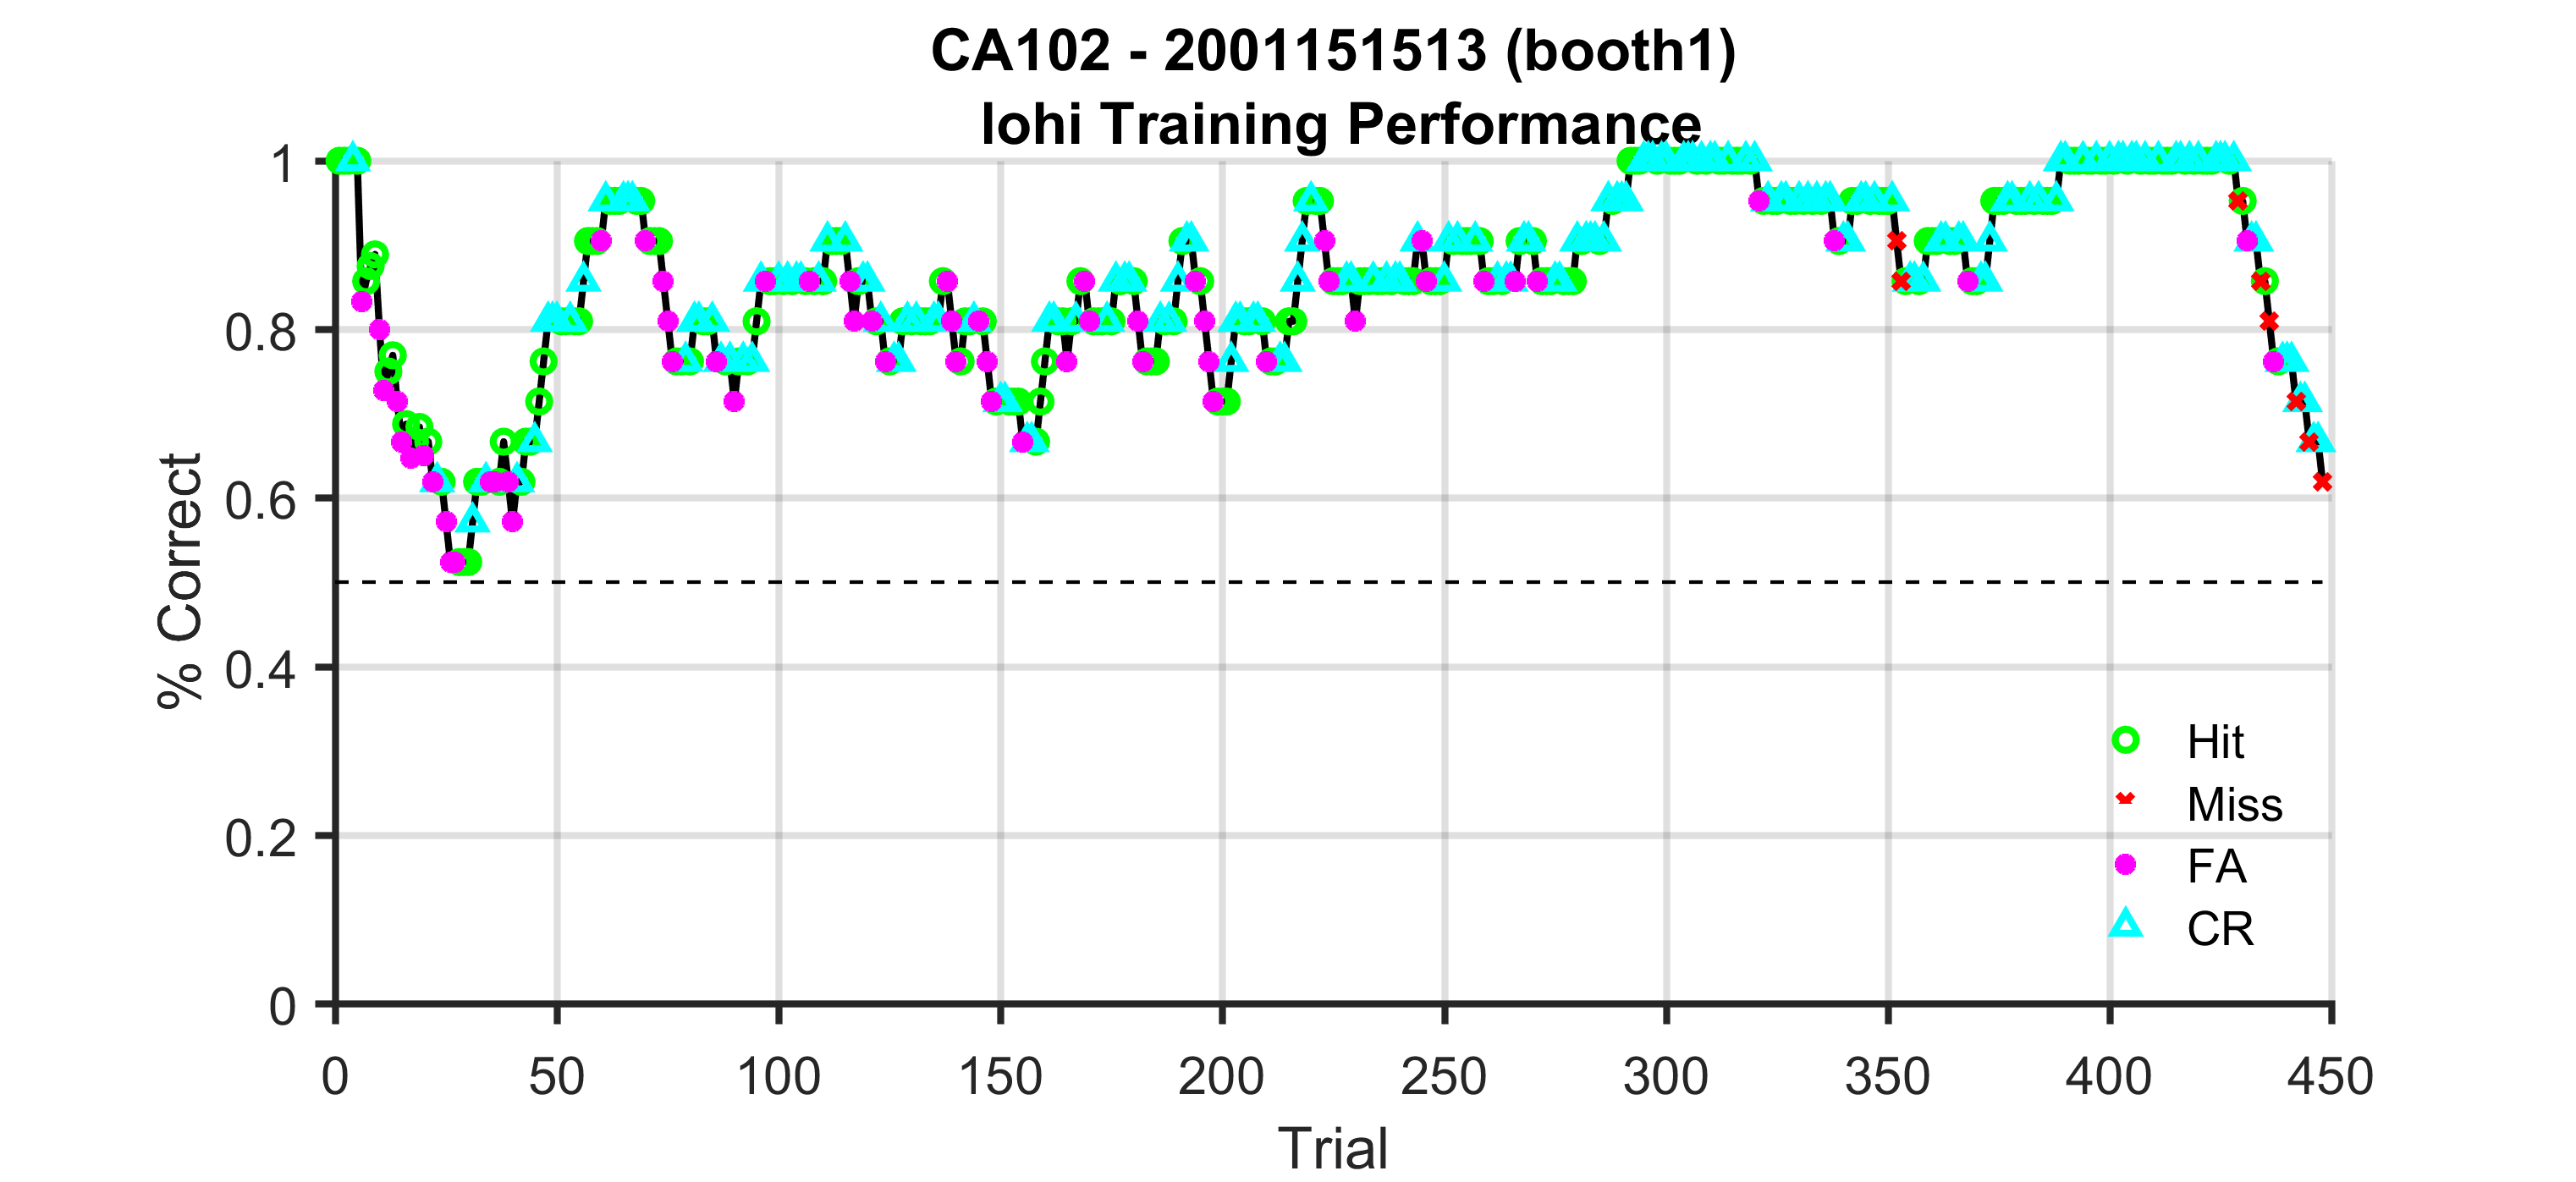 CA102 - 2001151513 (booth1)
lohi Training Performance
% Correct
1
0.8
0.6
0.4
0.2
0
0 50 100 150 200 250 300 350 400 450
Trial
Hit
Miss
FA
CR